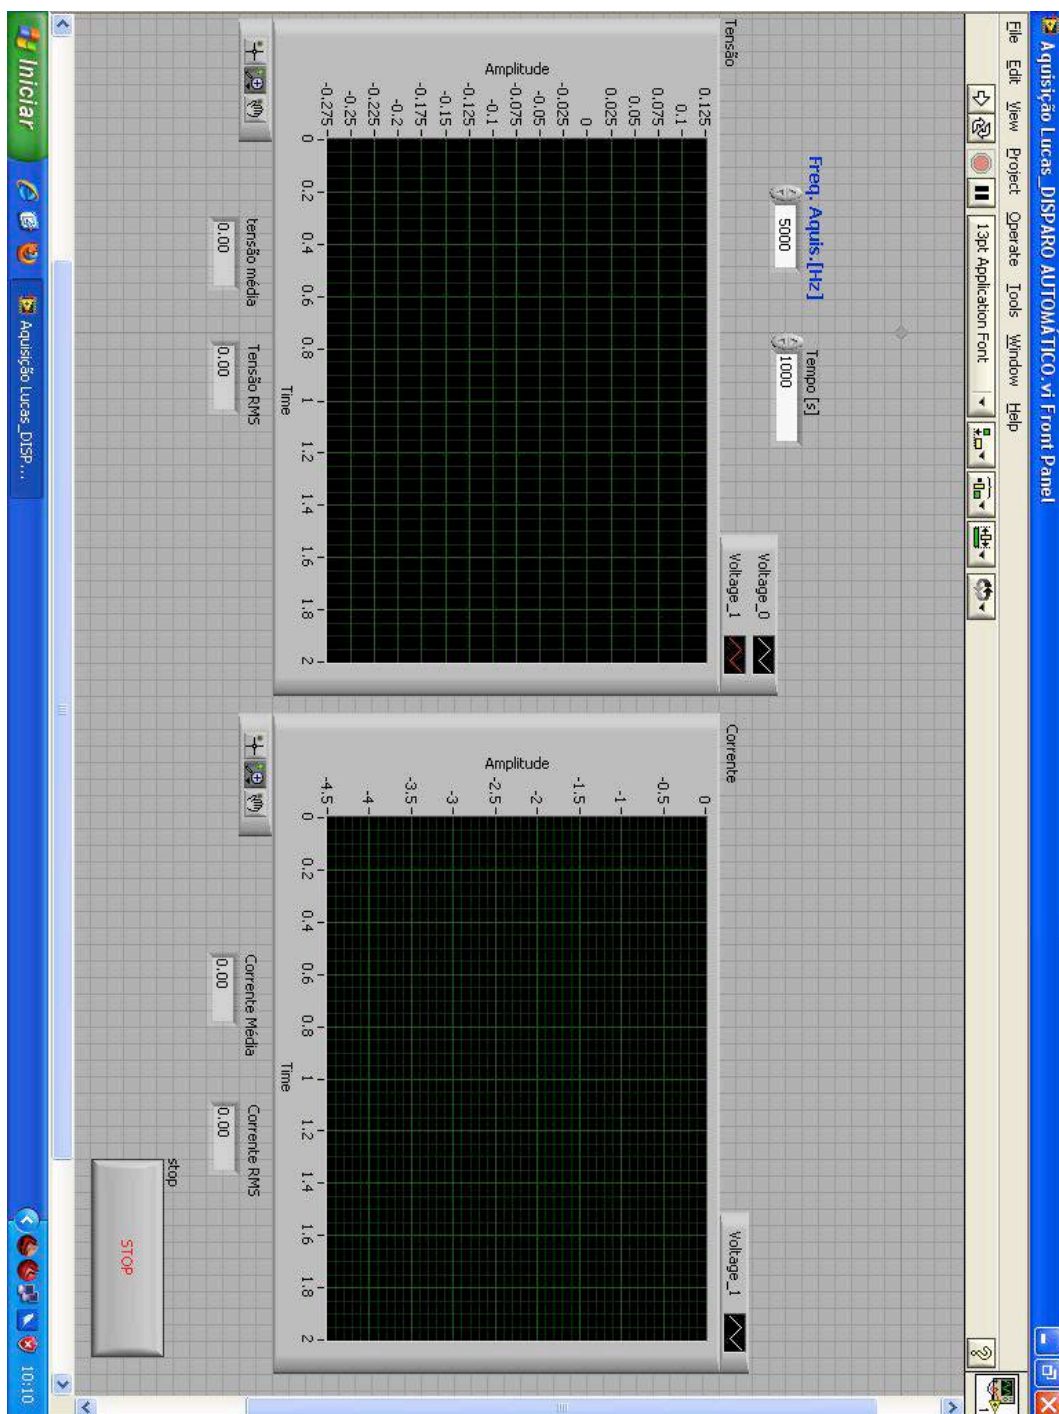 Aquisição Lucas_DISPARO AUTOMÁTICO.vi Front Panel
File Edit View Project Operate Tools Window Help
13pt Application Font
1
Freq. Aquis.[Hz]
5000
Tempo [s]
1000
Tensão
Voltage_0
Voltage_1
Amplitude
0.125
0.1
0.075
0.05
0.025
0
-0.025
-0.05
-0.075
-0.1
-0.125
-0.15
-0.175
-0.2
-0.225
-0.25
-0.275
0 0.2 0.4 0.6 0.8 1 1.2 1.4 1.6 1.8 2
Time
tensão média
0.00
Tensão RMS
0.00
Corrente
Voltage_1
Amplitude
0
-0.5
-1
-1.5
-2
-2.5
-3
-3.5
-4
-4.5
0 0.2 0.4 0.6 0.8 1 1.2 1.4 1.6 1.8 2
Time
Corrente Média
0.00
Corrente RMS
0.00
stop
STOP
Iniciar
Aquisição Lucas_DISP...
10:10